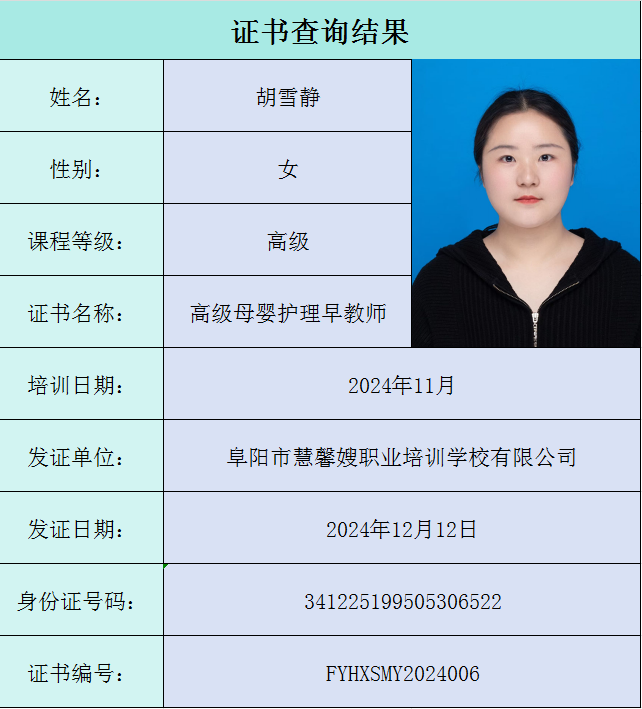 证书查询结果
姓名： 胡雪静
性别： 女
课程等级： 高级
证书名称： 高级母婴护理早教师
培训日期： 2024年11月
发证单位： 阜阳市慧馨嫂职业培训学校有限公司
发证日期： 2024年12月12日
身份证号码： 341225199505306522
证书编号： FYHXSMY2024006